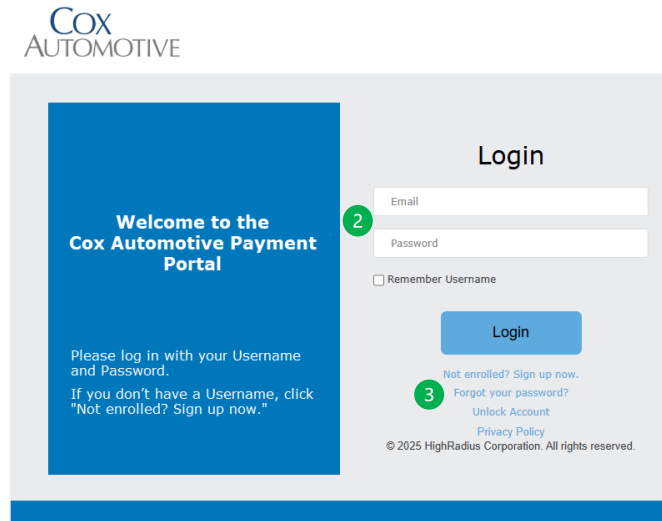 COX
AUTOMOTIVE
Welcome to the
Cox Automotive Payment
Portal
Please log in with your Username
and Password.
If you don’t have a Username, click
"Not enrolled? Sign up now."
Login
2
Email
Password
Remember Username
Login
Not enrolled? Sign up now.
3
Forgot your password?
Unlock Account
Privacy Policy
© 2025 HighRadius Corporation. All rights reserved.